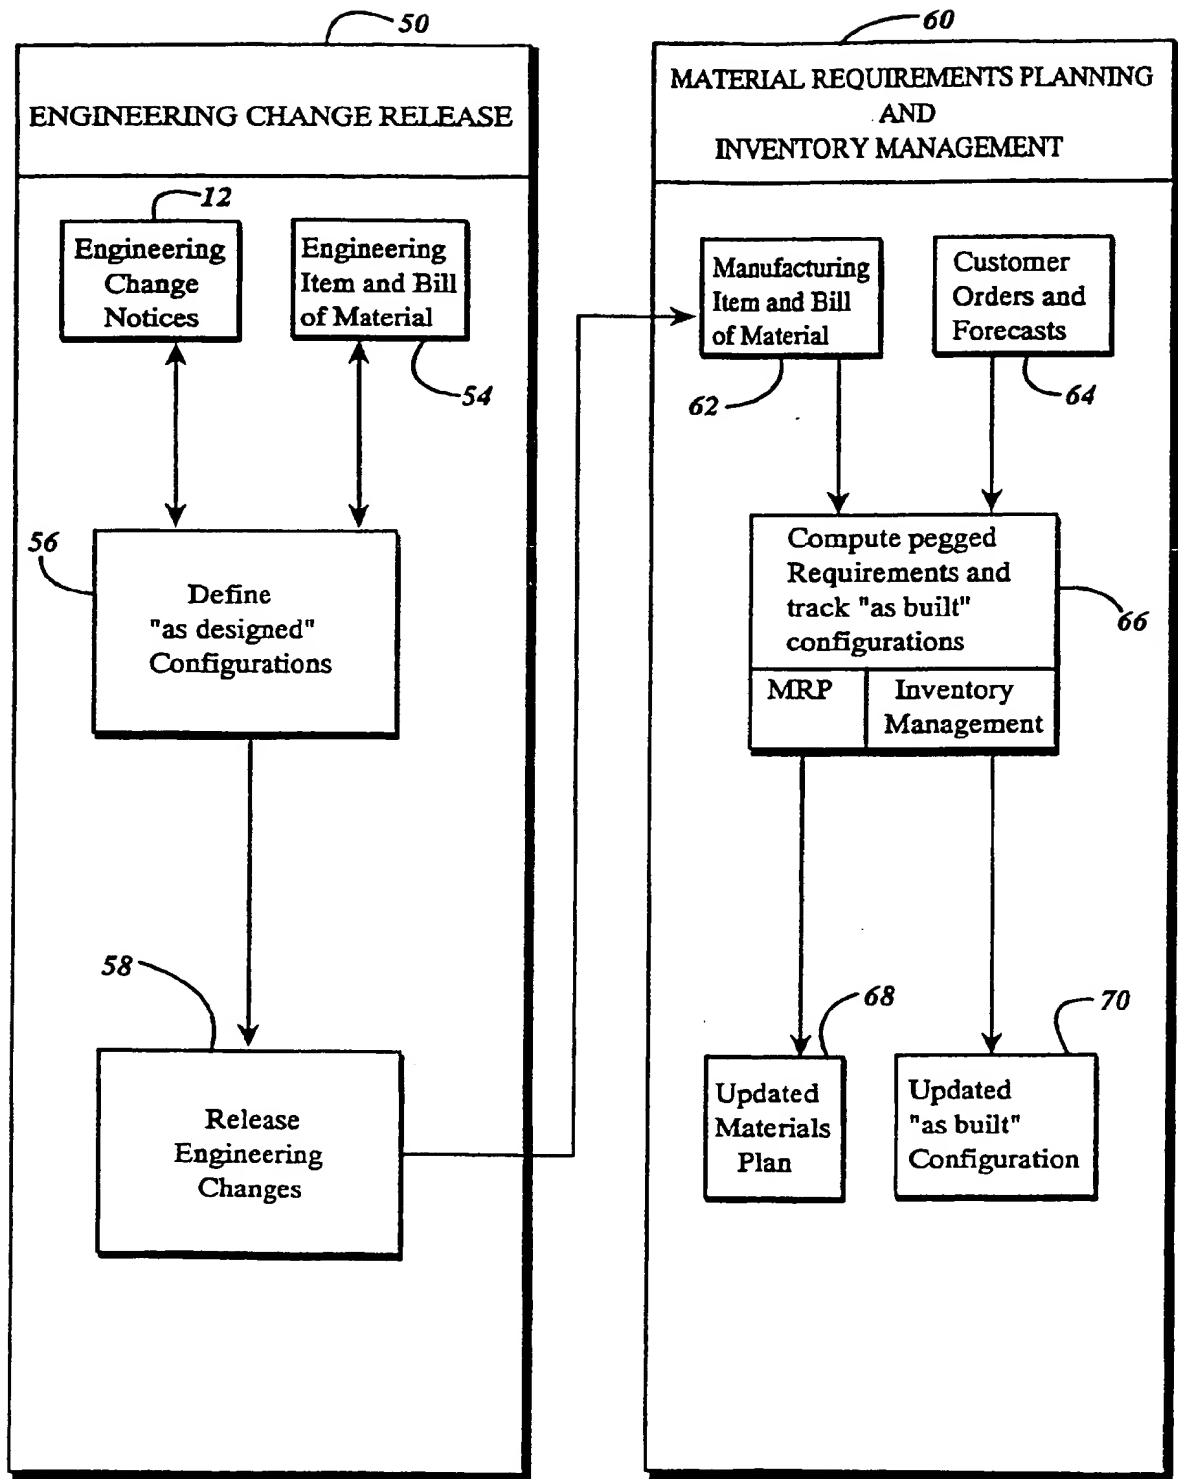 50
ENGINEERING CHANGE RELEASE
12
Engineering
Change
Notices
Engineering
Item and Bill
of Material
54
56
Define
"as designed"
Configurations
58
Release
Engineering
Changes
60
MATERIAL REQUIREMENTS PLANNING
AND
INVENTORY MANAGEMENT
Manufacturing
Item and Bill
of Material
62
Customer
Orders and
Forecasts
64
Compute pegged
Requirements and
track "as built"
configurations
66
MRP
Inventory
Management
68
Updated
Materials
Plan
70
Updated
"as built"
Configuration